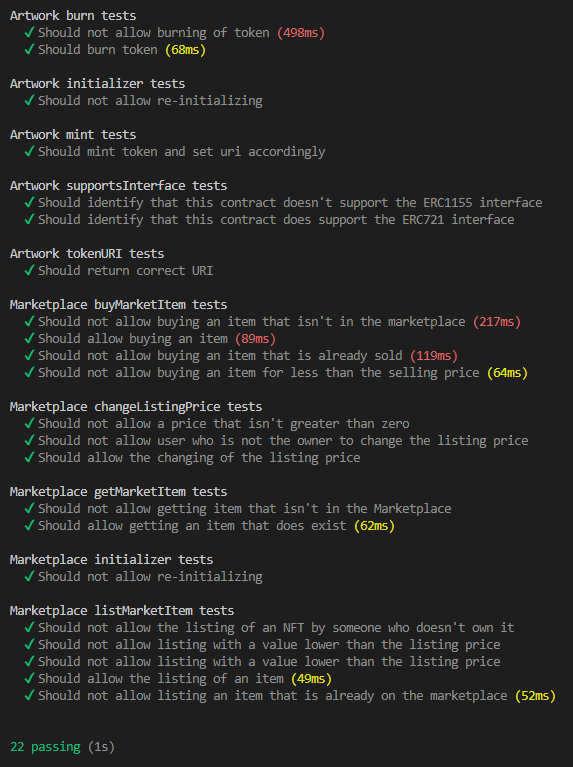 Artwork burn tests
✓ Should not allow burning of token (498ms)
✓ Should burn token (68ms)
Artwork initializer tests
✓ Should not allow re-initializing
Artwork mint tests
✓ Should mint token and set uri accordingly
Artwork supportsInterface tests
✓ Should identify that this contract doesn't support the ERC1155 interface
✓ Should identify that this contract does support the ERC721 interface
Artwork tokenURI tests
✓ Should return correct URI
Marketplace buyMarketItem tests
✓ Should not allow buying an item that isn't in the marketplace (217ms)
✓ Should allow buying an item (89ms)
✓ Should not allow buying an item that is already sold (119ms)
✓ Should not allow buying an item for less than the selling price (64ms)
Marketplace changeListingPrice tests
✓ Should not allow a price that isn't greater than zero
✓ Should not allow user who is not the owner to change the listing price
✓ Should allow the changing of the listing price
Marketplace getMarketItem tests
✓ Should not allow getting item that isn't in the Marketplace
✓ Should allow getting an item that does exist (62ms)
Marketplace initializer tests
✓ Should not allow re-initializing
Marketplace listMarketItem tests
✓ Should not allow the listing of an NFT by someone who doesn't own it
✓ Should not allow listing with a value lower than the listing price
✓ Should not allow listing with a value lower than the listing price
✓ Should allow the listing of an item (49ms)
✓ Should not allow listing an item that is already on the marketplace (52ms)
22 passing (1s)